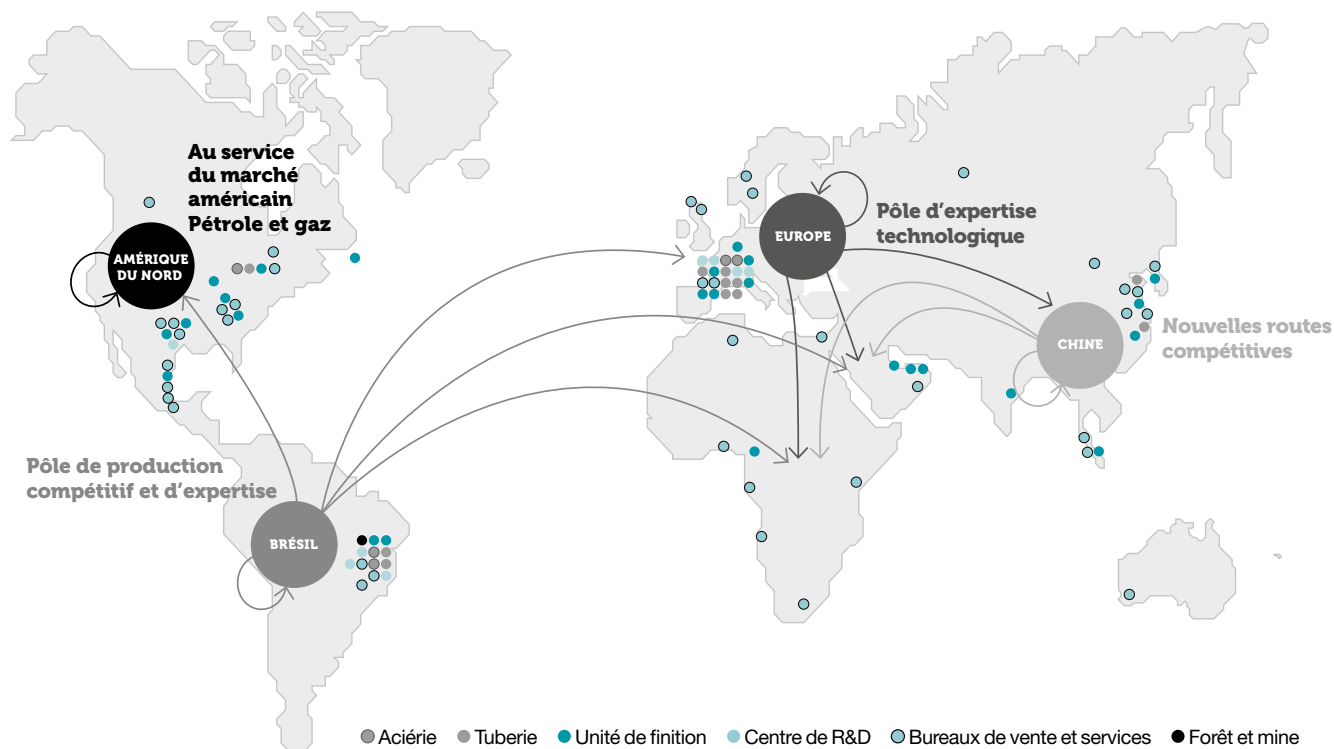 Au service
du marché
américain
Pétrole et gaz
AMÉRIQUE
DU NORD
EUROPE
Pôle d’expertise
technologique
CHINE
Nouvelles routes
compétitives
Pôle de production
compétitif et d’expertise
BRÉSIL
Aciérie
Tuberie
Unité de finition
Centre de R&D
Bureaux de vente et services
Forêt et mine